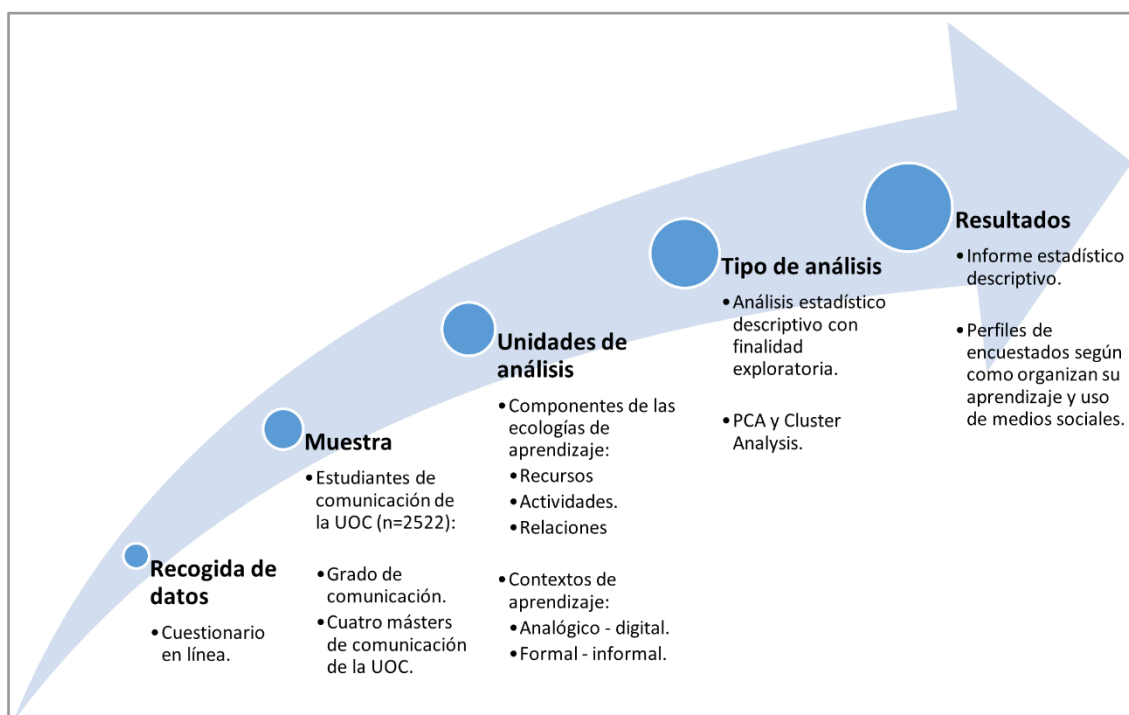 Recogida de
datos
•Cuestionario
en línea.
Muestra
•Estudiantes de
comunicación de
la UOC (n=2522):
•Grado de
comunicación.
•Cuatro másters
de comunicación
de la UOC.
Unidades de
análisis
•Componentes de las
ecologías de
aprendizaje:
•Recursos
•Actividades.
•Relaciones
•Contextos de
aprendizaje:
•Analógico - digital.
•Formal - informal.
Tipo de análisis
•Análisis estadístico
descriptivo con
finalidad
exploratoria.
•PCA y Cluster
Analysis.
Resultados
•Informe estadístico
descriptivo.
•Perfiles de
encuestados según
como organizan su
aprendizaje y uso
de medios sociales.